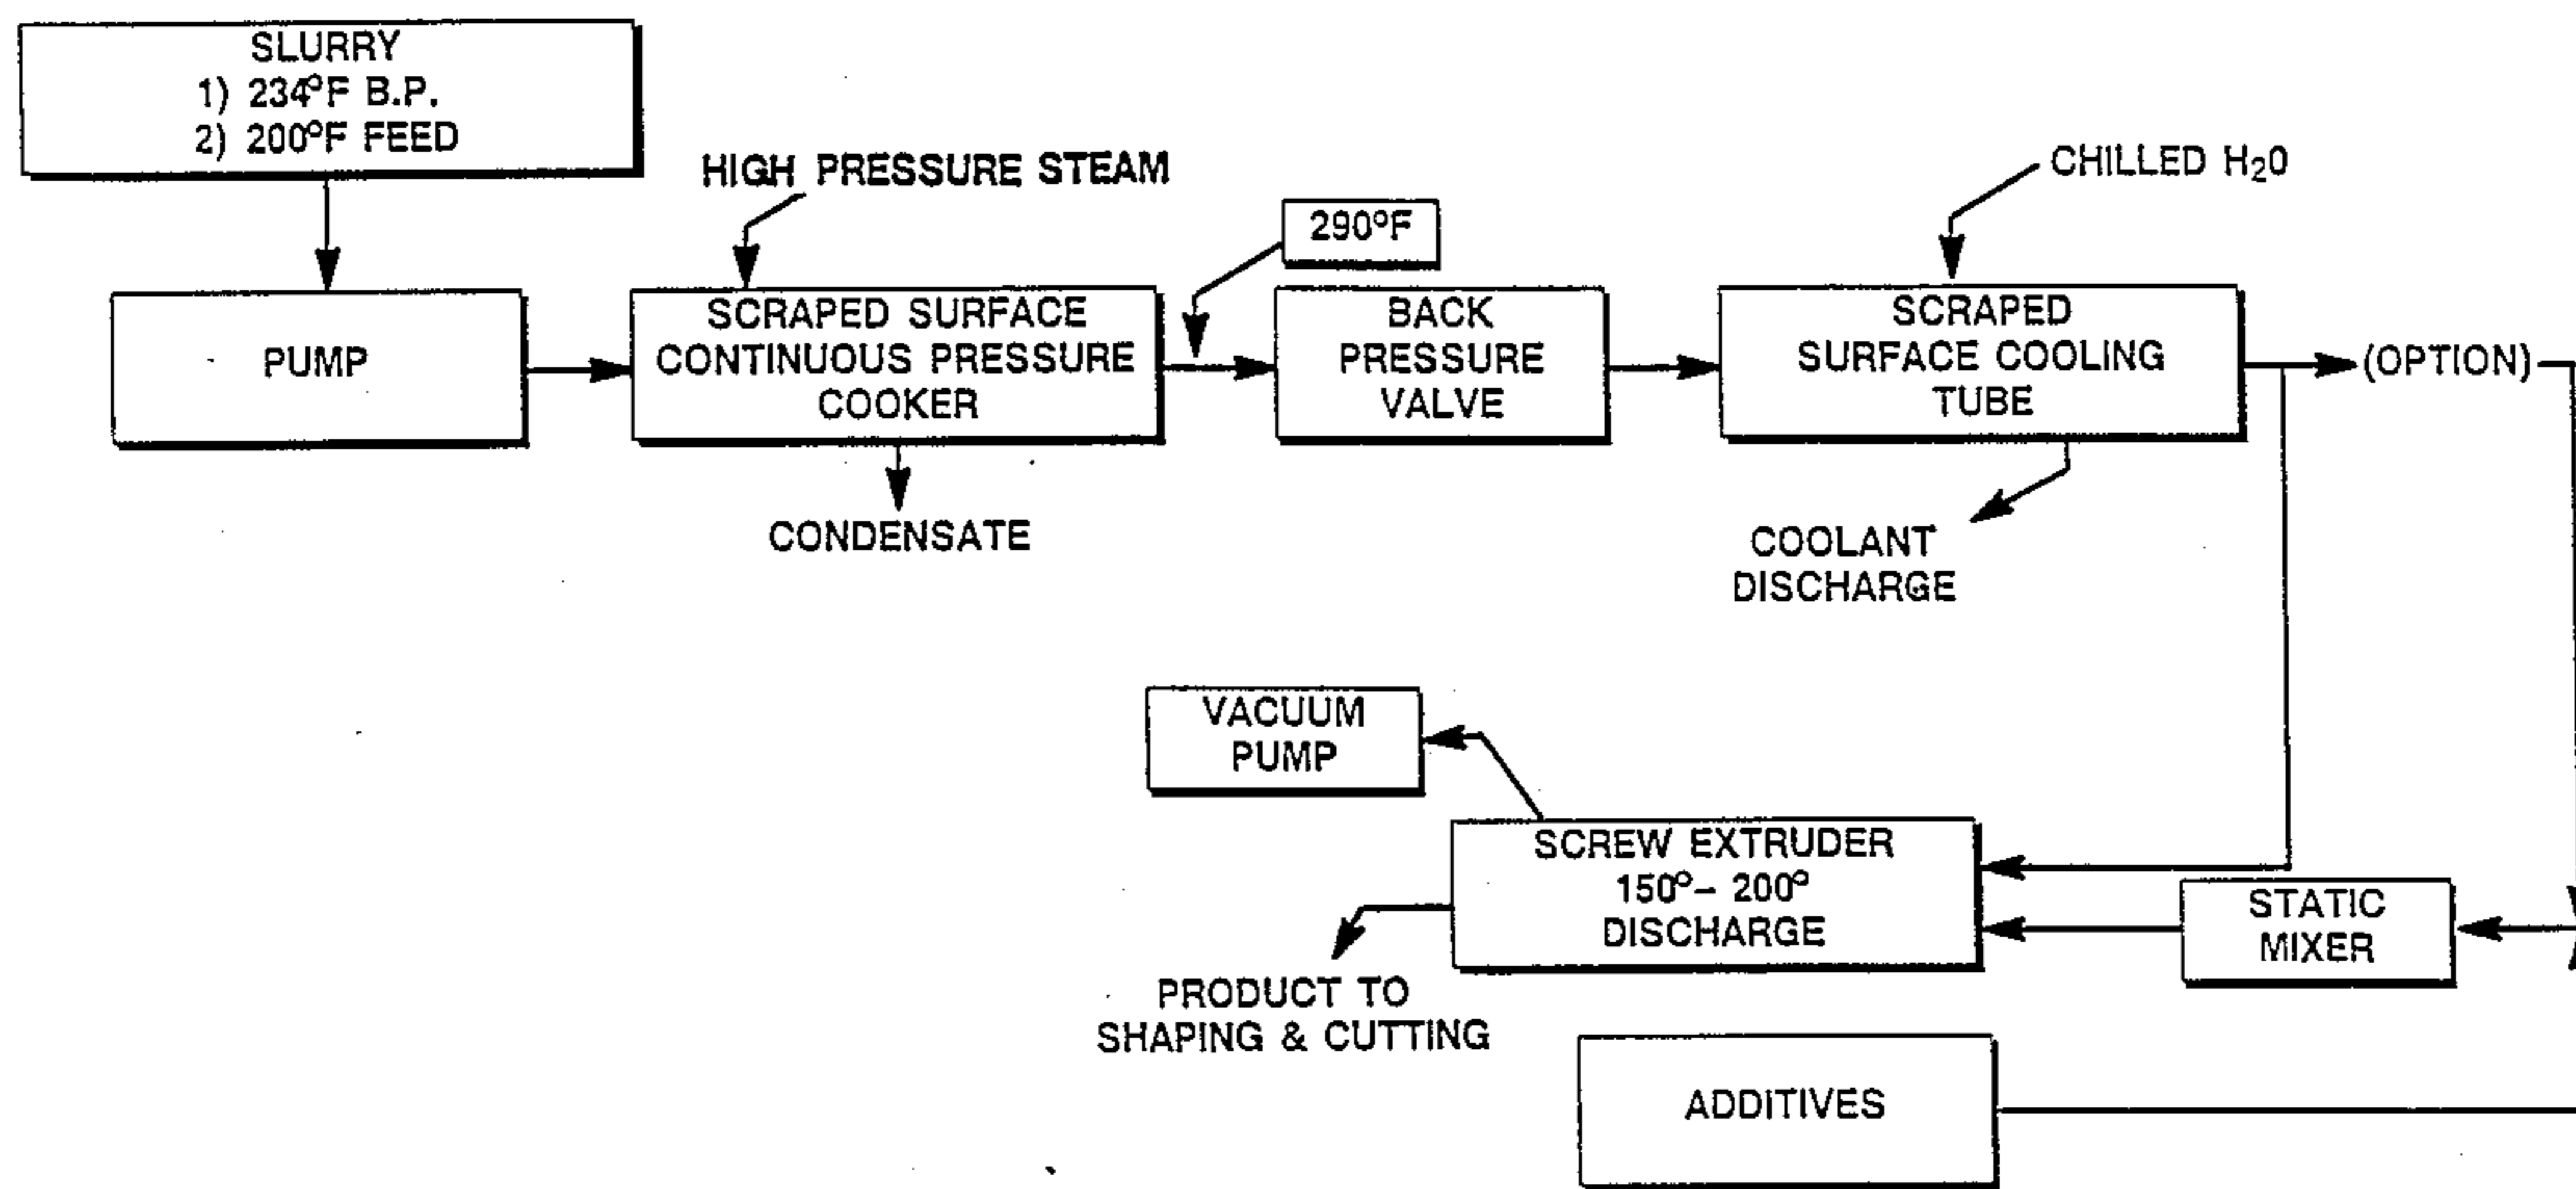 SLURRY
1) 234°F B.P.
2) 200°F FEED
HIGH PRESSURE STEAM
290°F
CHILLED H₂0
PUMP
SCRAPED SURFACE
CONTINUOUS PRESSURE
COOKER
BACK
PRESSURE
VALVE
SCRAPED
SURFACE COOLING
TUBE
(OPTION)
CONDENSATE
COOLANT
DISCHARGE
VACUUM
PUMP
SCREW EXTRUDER
150°– 200°
DISCHARGE
STATIC
MIXER
PRODUCT TO
SHAPING & CUTTING
ADDITIVES